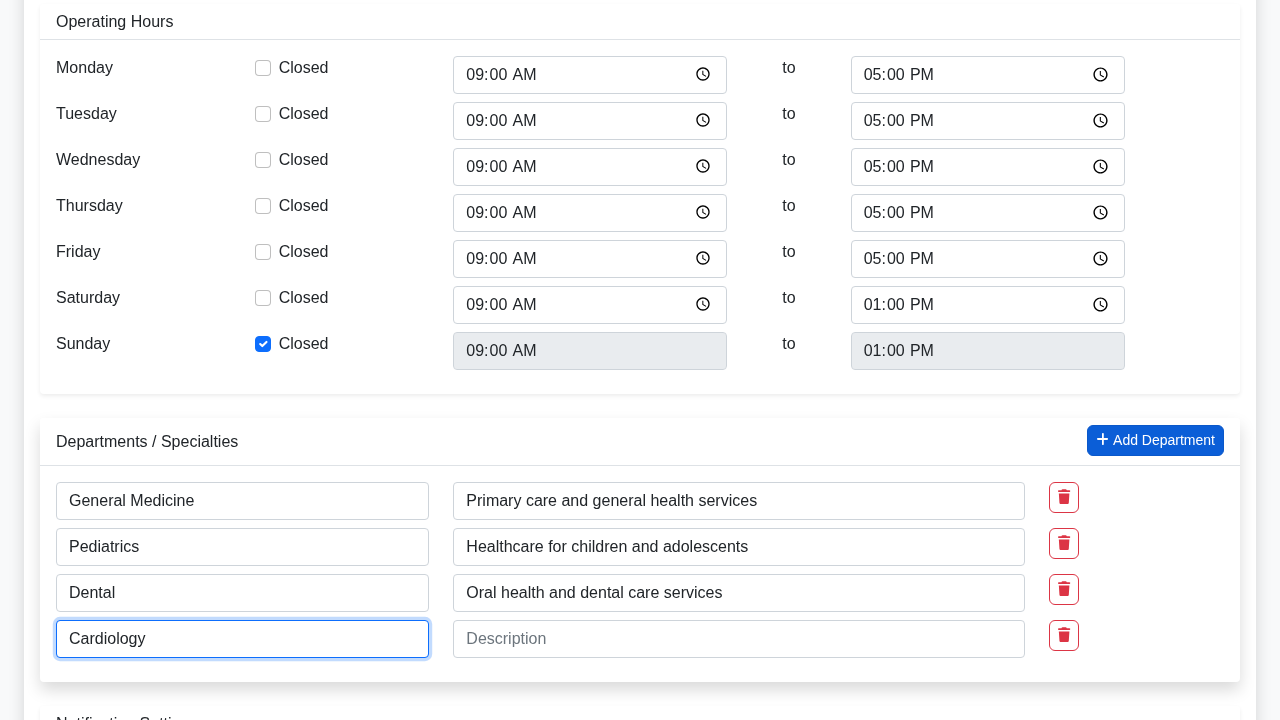 Operating Hours
Monday Closed 09:00 AM to 05:00 PM
Tuesday Closed 09:00 AM to 05:00 PM
Wednesday Closed 09:00 AM to 05:00 PM
Thursday Closed 09:00 AM to 05:00 PM
Friday Closed 09:00 AM to 05:00 PM
Saturday Closed 09:00 AM to 01:00 PM
Sunday Closed 09:00 AM to 01:00 PM
Departments / Specialties Add Department
General Medicine Primary care and general health services
Pediatrics Healthcare for children and adolescents
Dental Oral health and dental care services
Cardiology Description